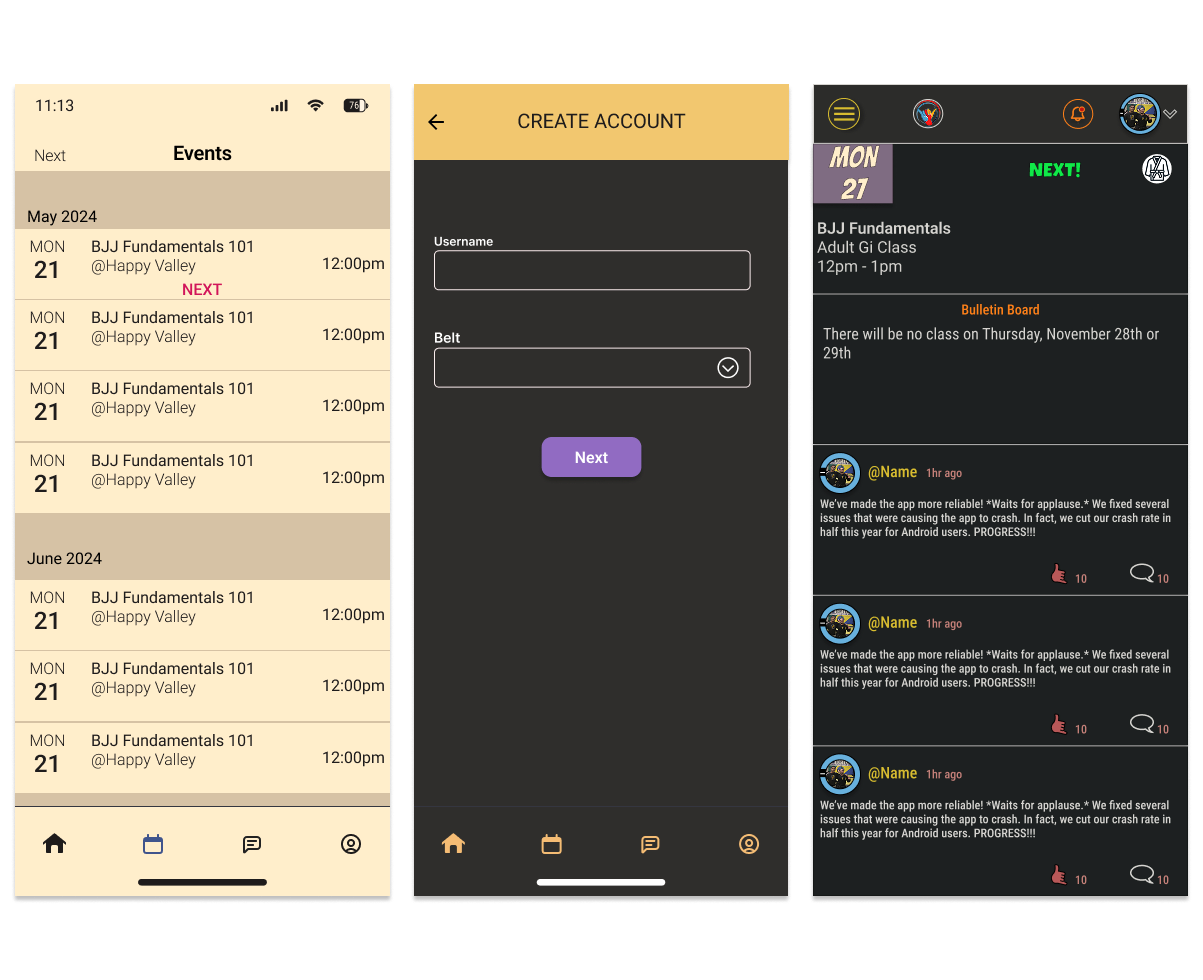 11:13
76
Next
Events
May 2024
MON
21
BJJ Fundamentals 101
@Happy Valley
12:00pm
NEXT
MON
21
BJJ Fundamentals 101
@Happy Valley
12:00pm
MON
21
BJJ Fundamentals 101
@Happy Valley
12:00pm
MON
21
BJJ Fundamentals 101
@Happy Valley
12:00pm
June 2024
MON
21
BJJ Fundamentals 101
@Happy Valley
12:00pm
MON
21
BJJ Fundamentals 101
@Happy Valley
12:00pm
MON
21
BJJ Fundamentals 101
@Happy Valley
12:00pm
CREATE ACCOUNT
Username
Belt
Next
MON
27
NEXT!
BJJ Fundamentals
Adult Gi Class
12pm - 1pm
Bulletin Board
There will be no class on Thursday, November 28th or
29th
@Name 1hr ago
We've made the app more reliable! *Waits for applause.* We fixed several
issues that were causing the app to crash. In fact, we cut our crash rate in
half this year for Android users. PROGRESS!!!
10 10
@Name 1hr ago
We've made the app more reliable! *Waits for applause.* We fixed several
issues that were causing the app to crash. In fact, we cut our crash rate in
half this year for Android users. PROGRESS!!!
10 10
@Name 1hr ago
We've made the app more reliable! *Waits for applause.* We fixed several
issues that were causing the app to crash. In fact, we cut our crash rate in
half this year for Android users. PROGRESS!!!
10 10